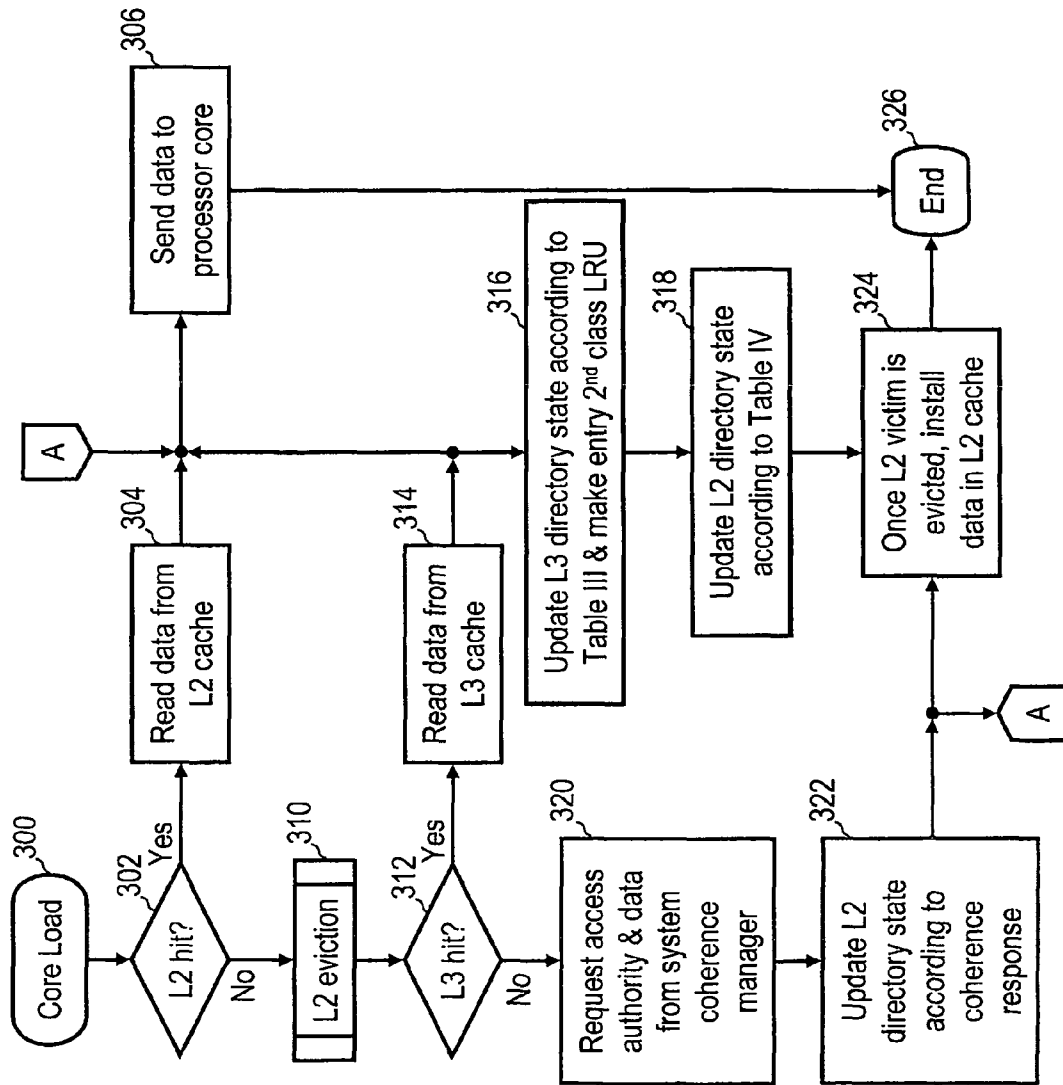 300
Core Load
302
L2 hit?
Yes
No
304
Read data from
L2 cache
A
306
Send data to
processor core
310
L2 eviction
312
L3 hit?
Yes
No
314
Read data from
L3 cache
316
Update L3 directory state according to
Table III & make entry 2nd class LRU
318
Update L2 directory state
according to Table IV
320
Request access
authority & data
from system
coherence
manager
322
Update L2
directory state
according to
coherence
response
A
324
Once L2 victim is
evicted, install
data in L2 cache
326
End